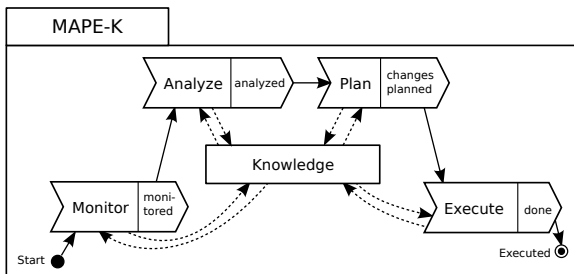 MAPE-K
Analyze
analyzed
Plan
changes
planned
Knowledge
Monitor
moni-
tored
Execute
done
Start
Executed